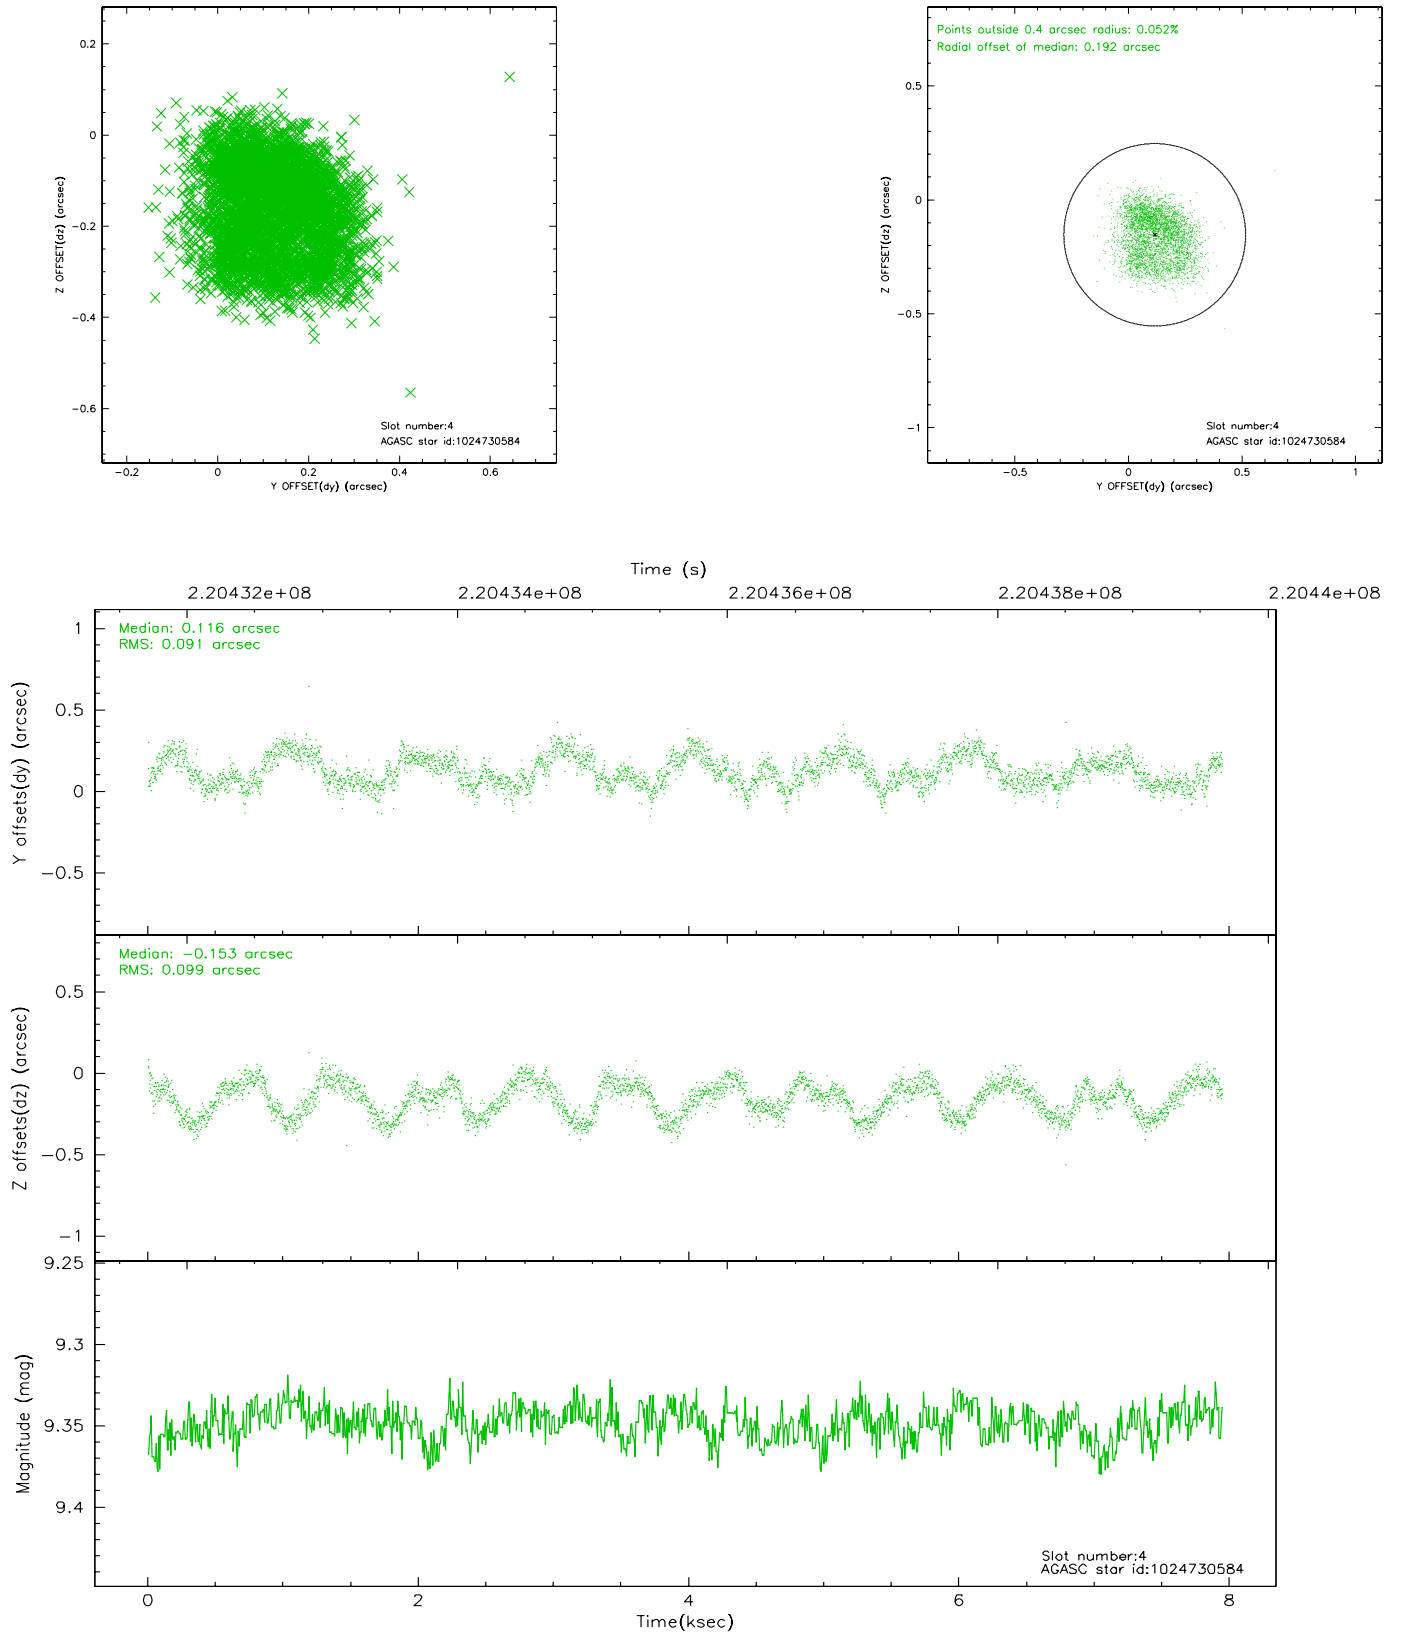 0.2
0
−0.2
−0.4
−0.6
Z OFFSET(dz) (arcsec)
Slot number:4
AGASC star id:1024730584
−0.2 0 0.2 0.4 0.6
Y OFFSET(dy) (arcsec)
Points outside 0.4 arcsec radius: 0.052%
Radial offset of median: 0.192 arcsec
0.5
0
−0.5
−1
Z OFFSET(dz) (arcsec)
Slot number:4
AGASC star id:1024730584
−0.5 0 0.5 1
Y OFFSET(dy) (arcsec)
Time (s)
2.20432e+08 2.20434e+08 2.20436e+08 2.20438e+08 2.2044e+08
Median: 0.116 arcsec
RMS: 0.091 arcsec
1
0.5
0
−0.5
Y offsets(dy) (arcsec)
Median: −0.153 arcsec
RMS: 0.099 arcsec
0.5
0
−0.5
−1
Z offsets(dz) (arcsec)
9.25
9.3
9.35
9.4
Magnitude (mag)
Slot number:4
AGASC star id:1024730584
0 2 4 6 8
Time(ksec)